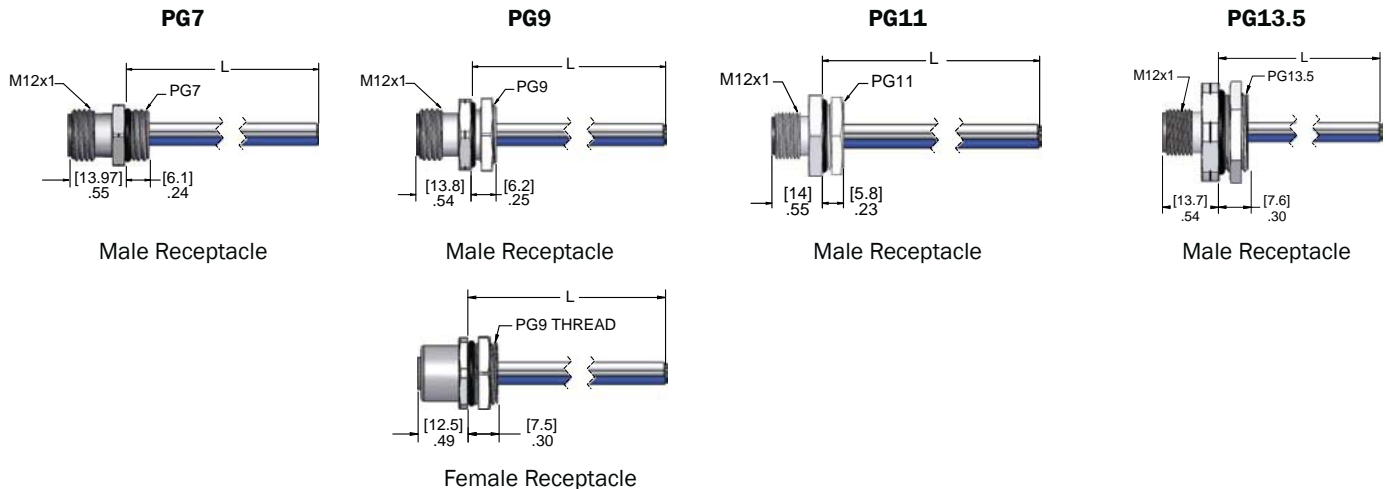 PG7
L
M12x1
PG7
[13.97]
.55
[6.1]
.24
Male Receptacle
PG9
L
M12x1
PG9
[13.8]
.54
[6.2]
.25
Male Receptacle
PG11
L
M12x1
PG11
[14]
.55
[5.8]
.23
Male Receptacle
PG13.5
L
M12x1
PG13.5
[13.7]
.54
[7.6]
.30
Male Receptacle
L
PG9 THREAD
[12.5]
.49
[7.5]
.30
Female Receptacle